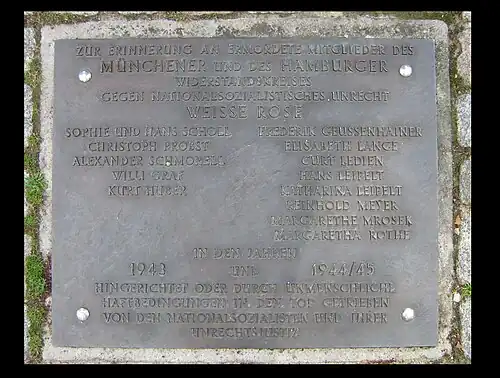 ZUR ERINNERUNG AN ERMORDETE MITGLIEDER DES
MÜNCHENER UND DES HAMBURGER
WIDERSTANDSKREISES
GEGEN NATIONALSOZIALISTISCHES UNRECHT
WEISSE ROSE
SOPHIE UND HANS SCHOLL
CHRISTOPH PROBST
ALEXANDER SCHMORELL
WILLI GRAF
KURT HUBER
FREDERIK GEUSSENHAINER
ELISABETH LANGE
CURT LEDIEN
HANS LEIPELT
KATHARINA LEIPELT
REINHOLD MEYER
MARGARETHE MROSEK
MARGARETHA ROTHE
IN DEN JAHREN
1943 UND 1944/45
HINGERICHTET ODER DURCH UNMENSCHLICHE
HAFTBEDINGUNGEN IN DEN TOD GETRIEBEN
VON DEN NATIONALSOZIALISTEN UND IHRER
UNRECHTSJUSTIZ